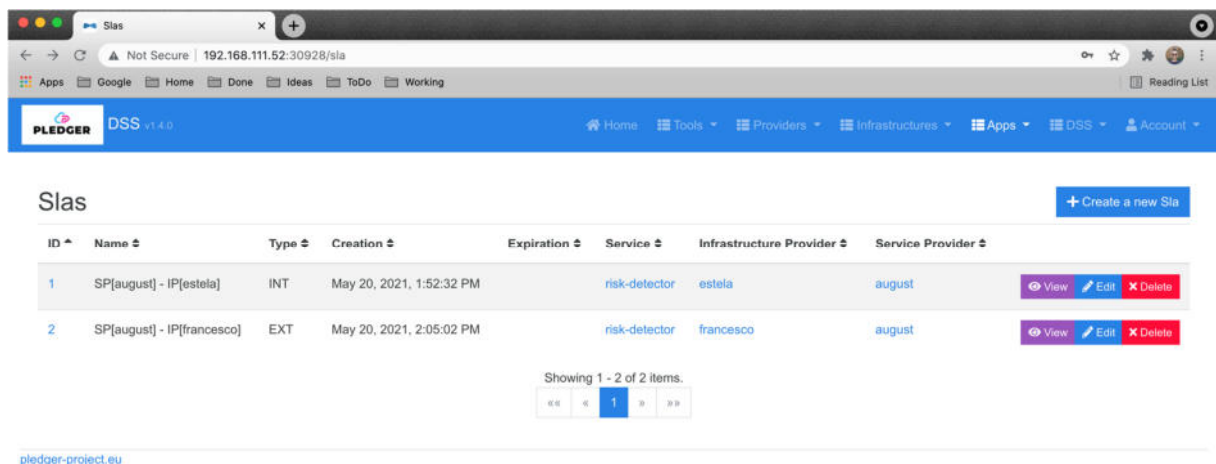 Slas
Not Secure | 192.168.111.52:30928/sla
Apps Google Home Done Ideas ToDo Working Reading List
PLEDGER DSS v1.4.0 Home Tools Providers Infrastructures Apps DSS Account
Slas + Create a new Sla
ID Name Type Creation Expiration Service Infrastructure Provider Service Provider
1 SP[august] - IP[estela] INT May 20, 2021, 1:52:32 PM risk-detector estela august View Edit Delete
2 SP[august] - IP[francesco] EXT May 20, 2021, 2:05:02 PM risk-detector francesco august View Edit Delete
Showing 1 - 2 of 2 items.
«« « 1 » »»
pledger-project.eu